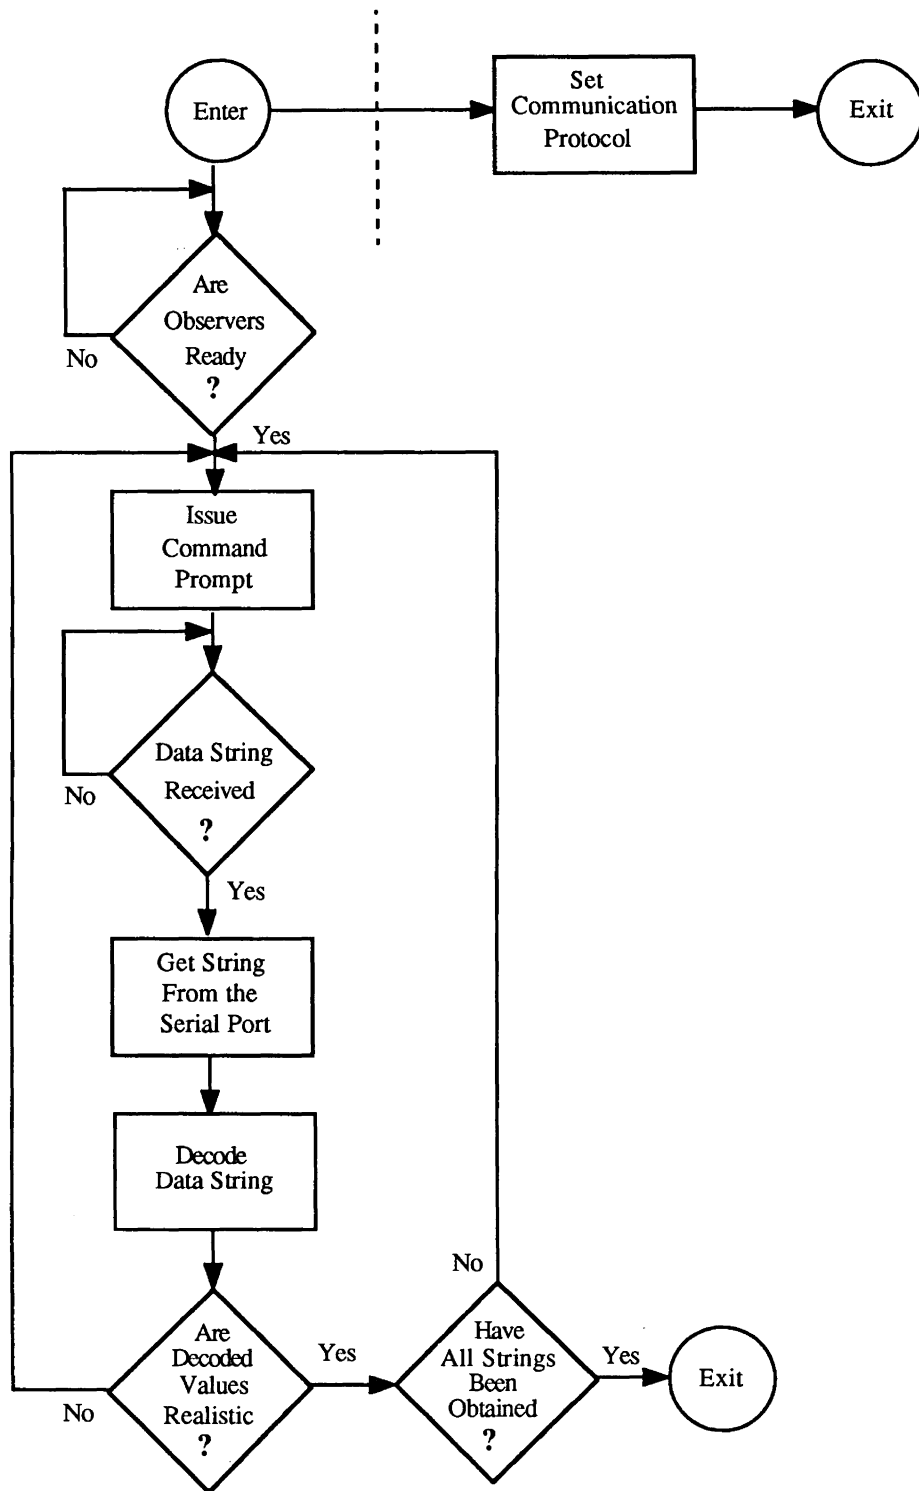 Enter
Set
Communication
Protocol
Exit
Are
Observers
Ready
?
No
Yes
Issue
Command
Prompt
Data String
Received
?
No
Yes
Get String
From the
Serial Port
Decode
Data String
Are
Decoded
Values
Realistic
?
No
Yes
Have
All Strings
Been
Obtained
?
No
Yes
Exit